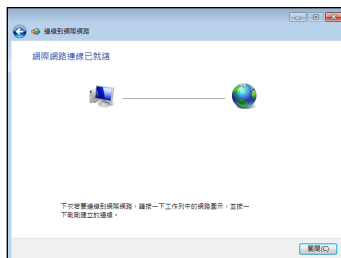 連線到網際網路
網際網路連線已就緒
下次若要連線到網際網路，請按一下工作列中的網路圖示，並按一
下剛剛建立的連線。
關閉(C)